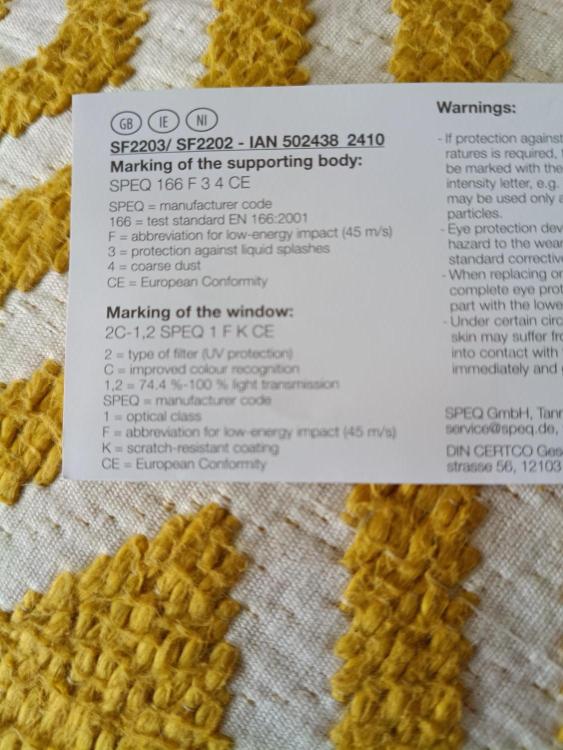 GB IE NI
SF2203/ SF2202 - IAN 502438_2410
Marking of the supporting body:
SPEQ 166 F 3 4 CE
SPEQ = manufacturer code
166 = test standard EN 166:2001
F = abbreviation for low-energy impact (45 m/s)
3 = protection against liquid splashes
4 = coarse dust
CE = European Conformity
Marking of the window:
2C-1,2 SPEQ 1 F K CE
2 = type of filter (UV protection)
C = improved colour recognition
1,2 = 74.4 %-100 % light transmission
SPEQ = manufacturer code
1 = optical class
F = abbreviation for low-energy impact (45 m/s)
K = scratch-resistant coating
CE = European Conformity
Warnings:
- If protection against
ratures is required,
be marked with the
intensity letter, e.g.
may be used only
particles.
- Eye protection dev
hazard to the wear
standard corrective
- When replacing or
complete eye prot
part with the lowe
- Under certain circ
skin may suffer fro
into contact with
immediately and
SPEQ GmbH, Tann
service@speq.de,
DIN CERTCO Ges
strasse 56, 12103